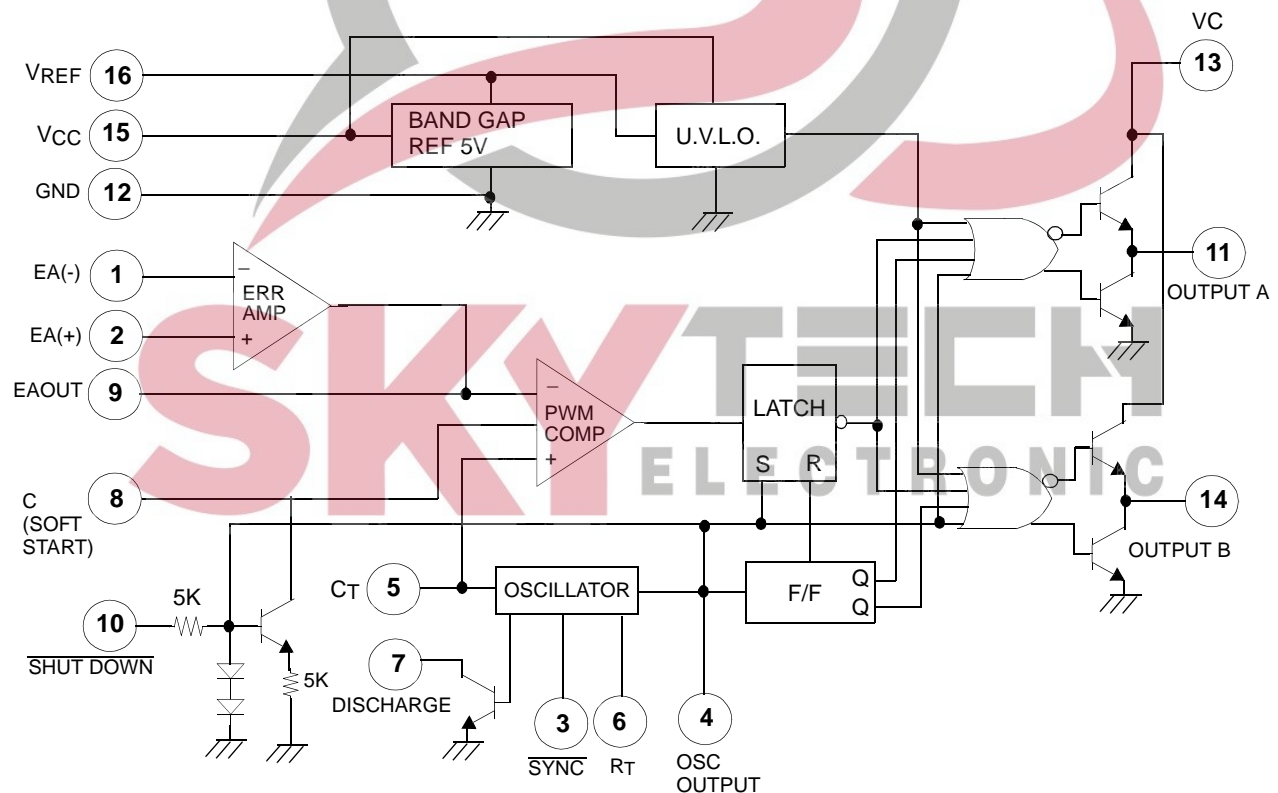 VC
VREF 16
13
VCC 15
BAND GAP
REF 5V
U.V.L.O.
GND 12
EA(-) 1
−
ERR
AMP
11
OUTPUT A
EA(+) 2
+
EAOUT 9
−
PWM
COMP
+
LATCH
S R
SKYTECH
ELECTRONIC
C
(SOFT
START)
8
14
OUTPUT B
CT 5
OSCILLATOR
F/F
Q
Q
5K
10
SHUT DOWN
5K
7
DISCHARGE
3
SYNC
6
RT
4
OSC
OUTPUT